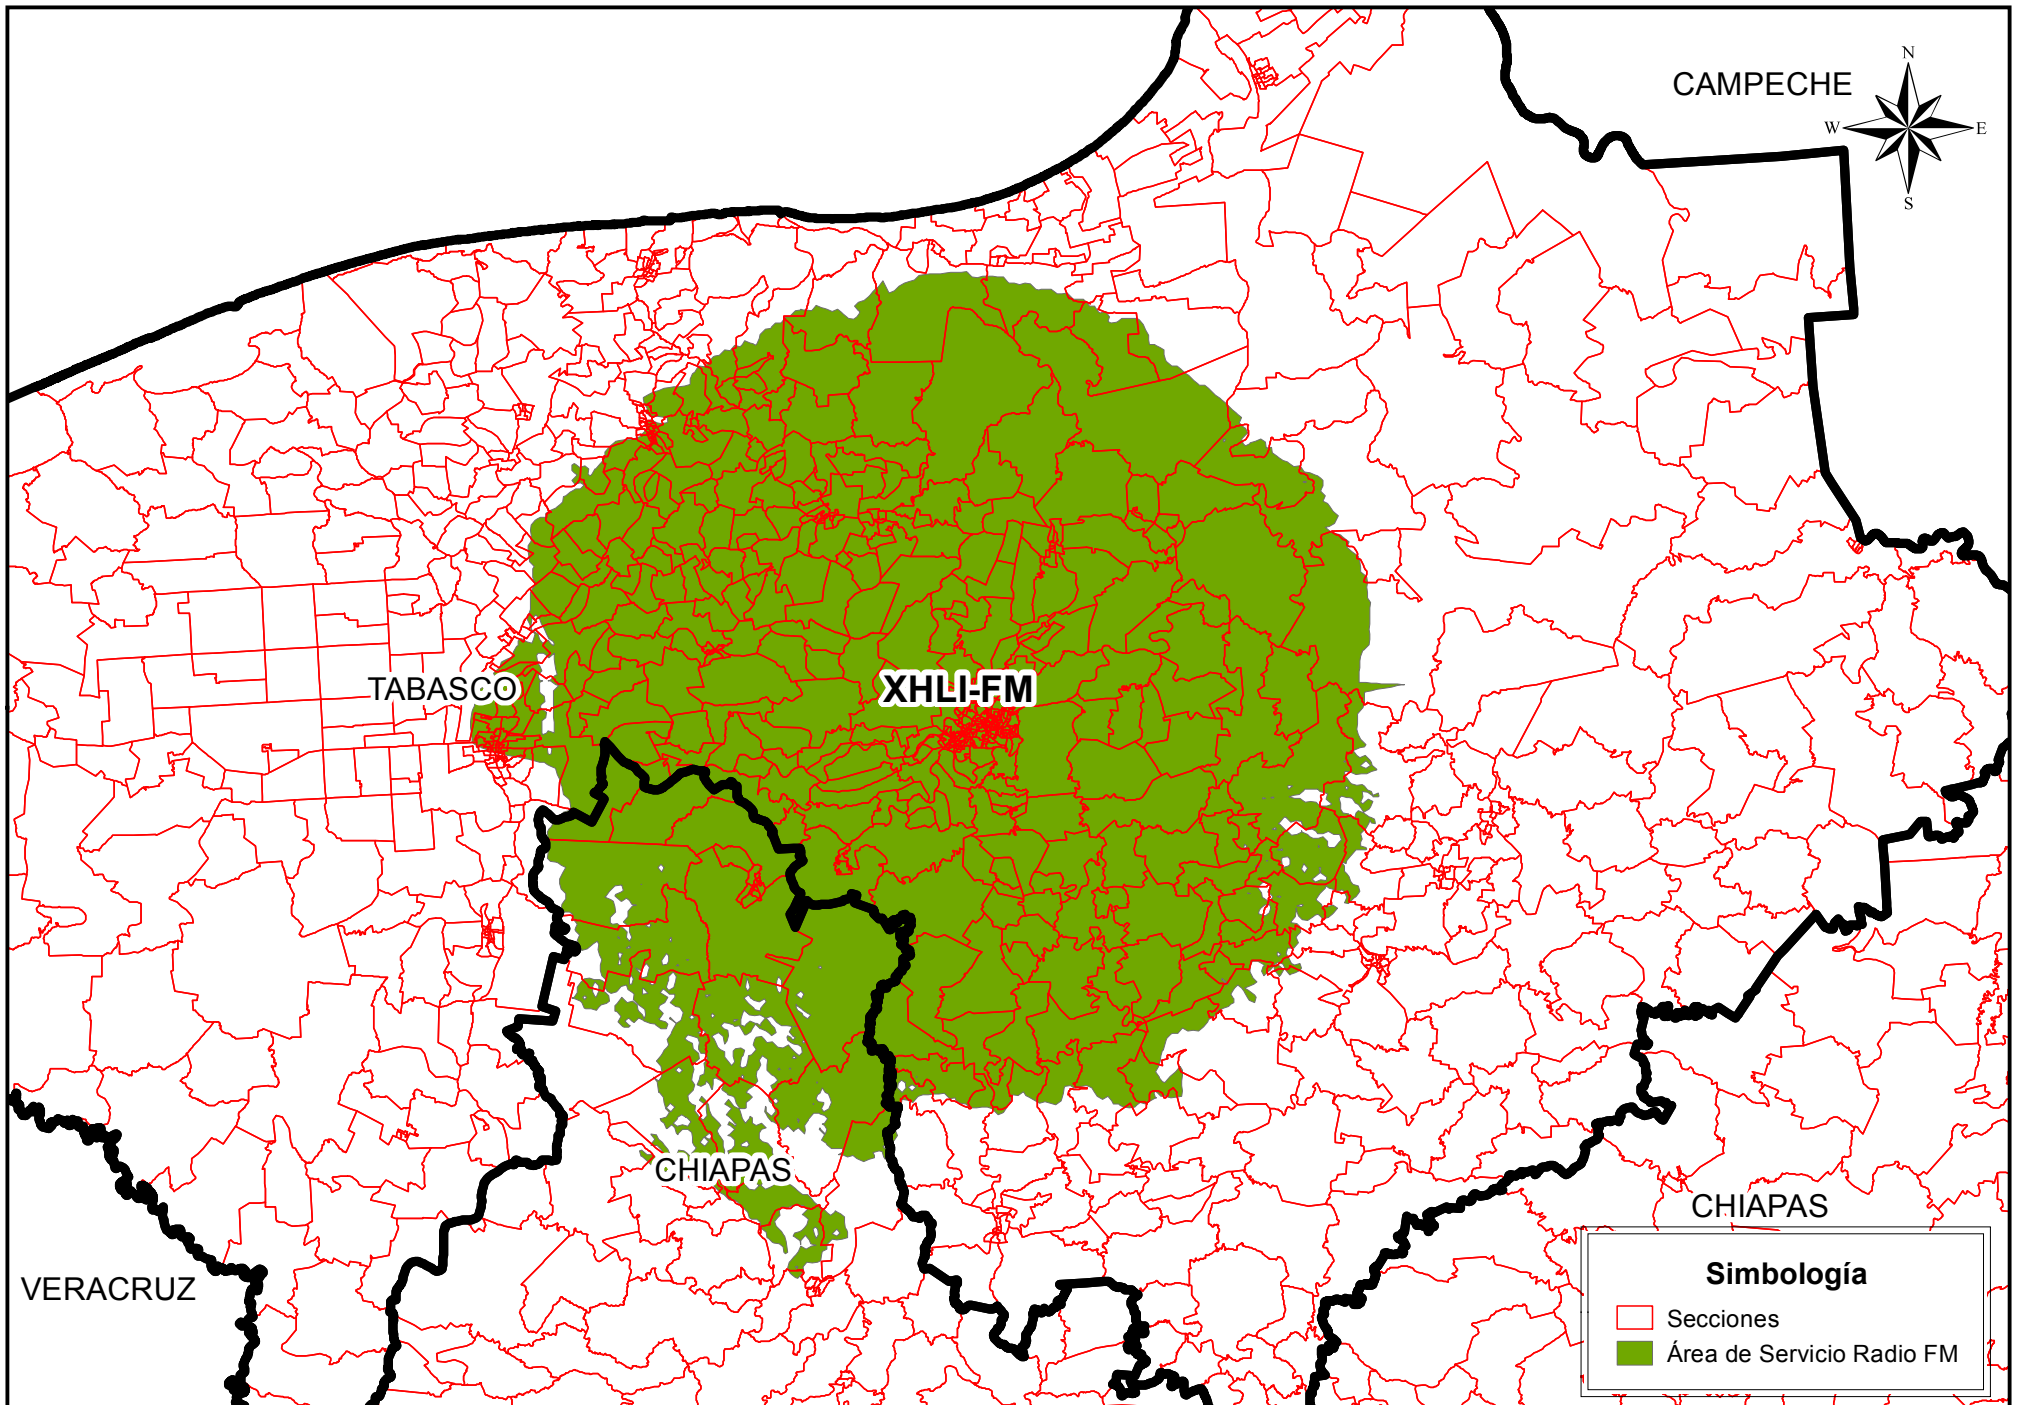 CAMPECHE
N
W
E
S
TABASCO
XHLI-FM
CHIAPAS
CHIAPAS
VERACRUZ
Simbología
Secciones
Área de Servicio Radio FM